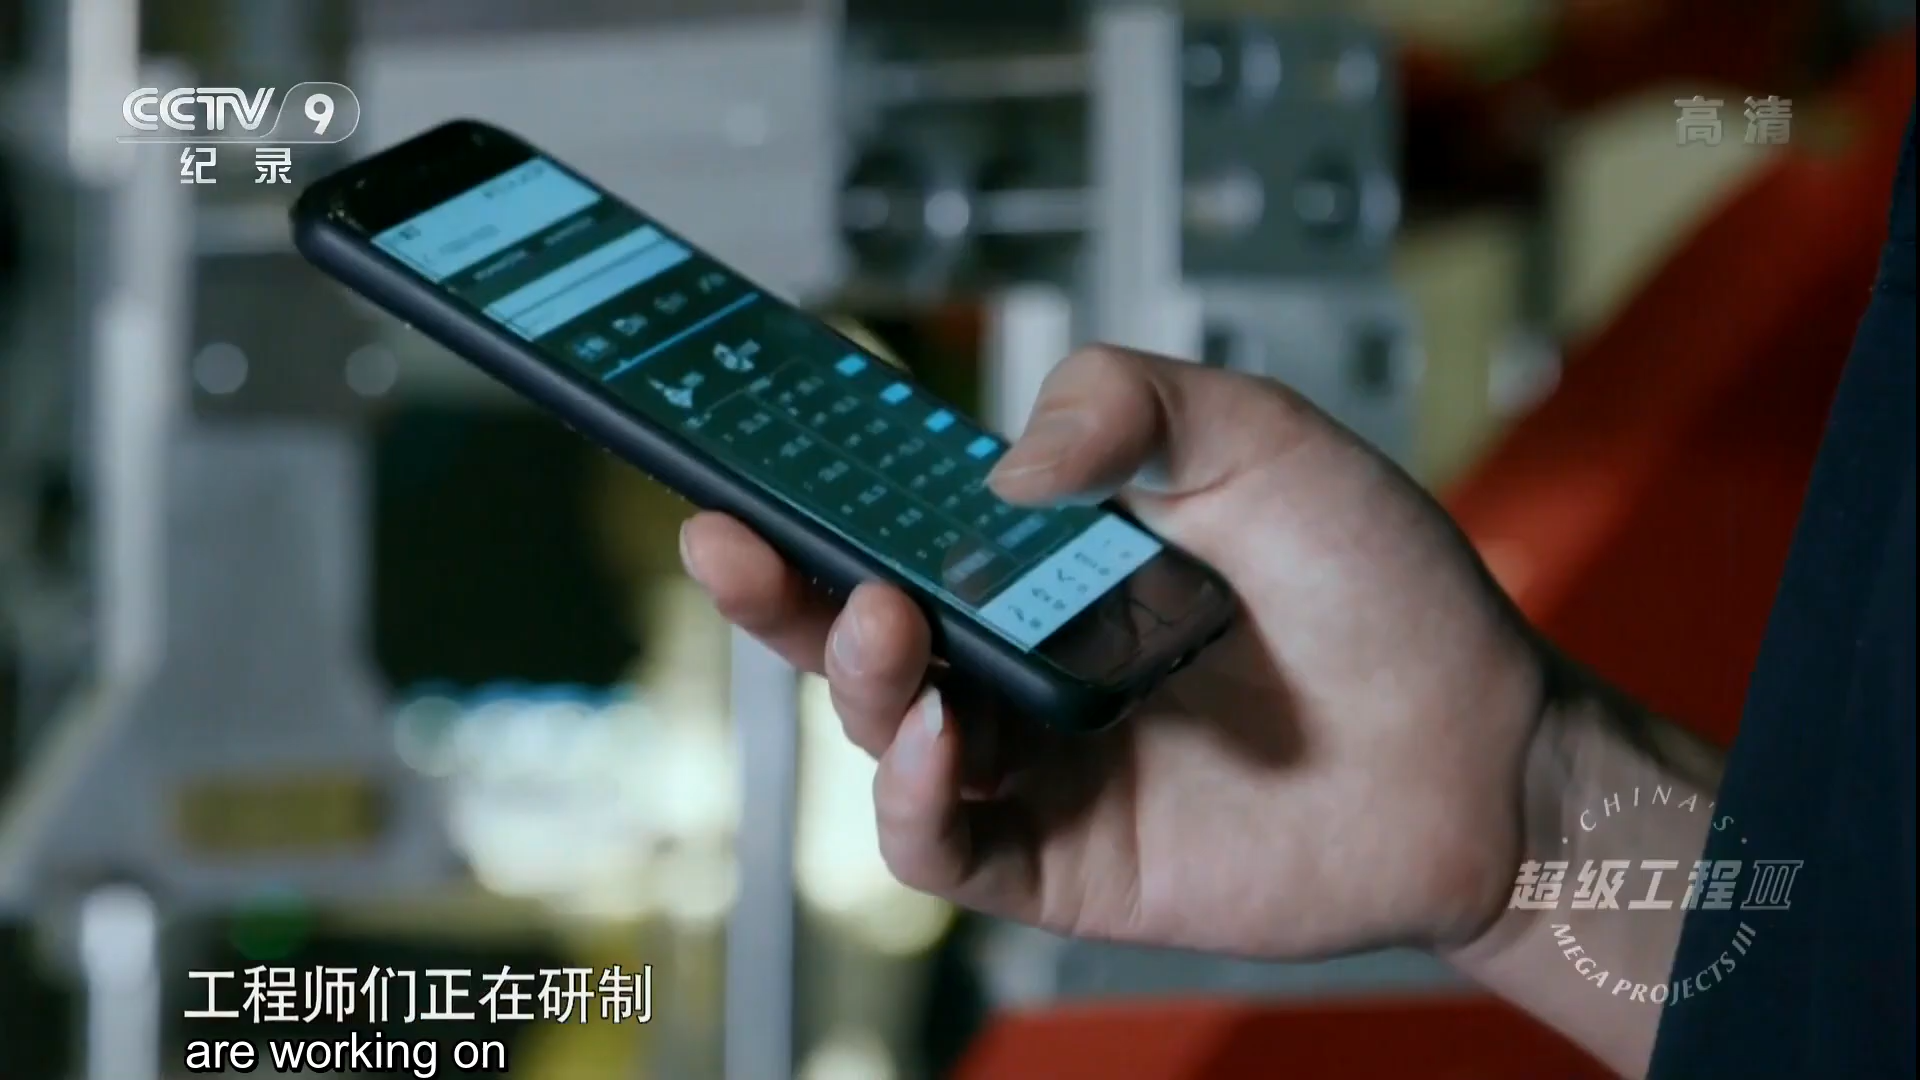 CCTV 9
纪录
高清
CHINA'S
超级工程III
MEGA PROJECTS III
工程师们正在研制
are working on